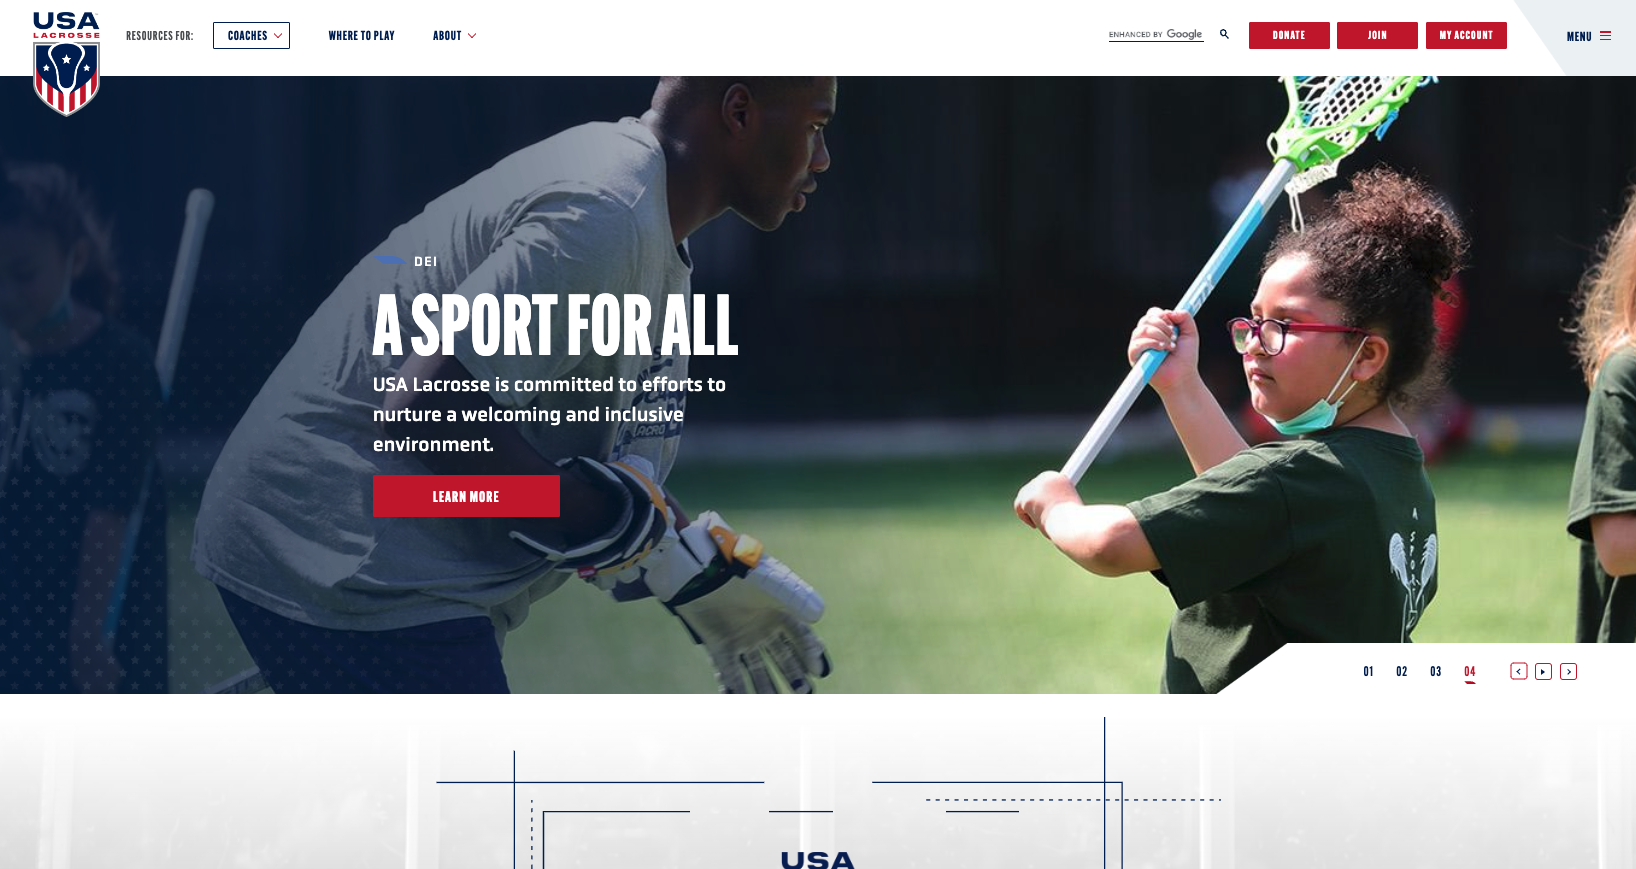 USA
LACROSSE
RESOURCES FOR:
COACHES
WHERE TO PLAY
ABOUT
ENHANCED BY Google
DONATE
JOIN
MY ACCOUNT
MENU
DEI
A SPORT FOR ALL
USA Lacrosse is committed to efforts to
nurture a welcoming and inclusive
environment.
LEARN MORE
A
SPORT
01
02
03
04
USA